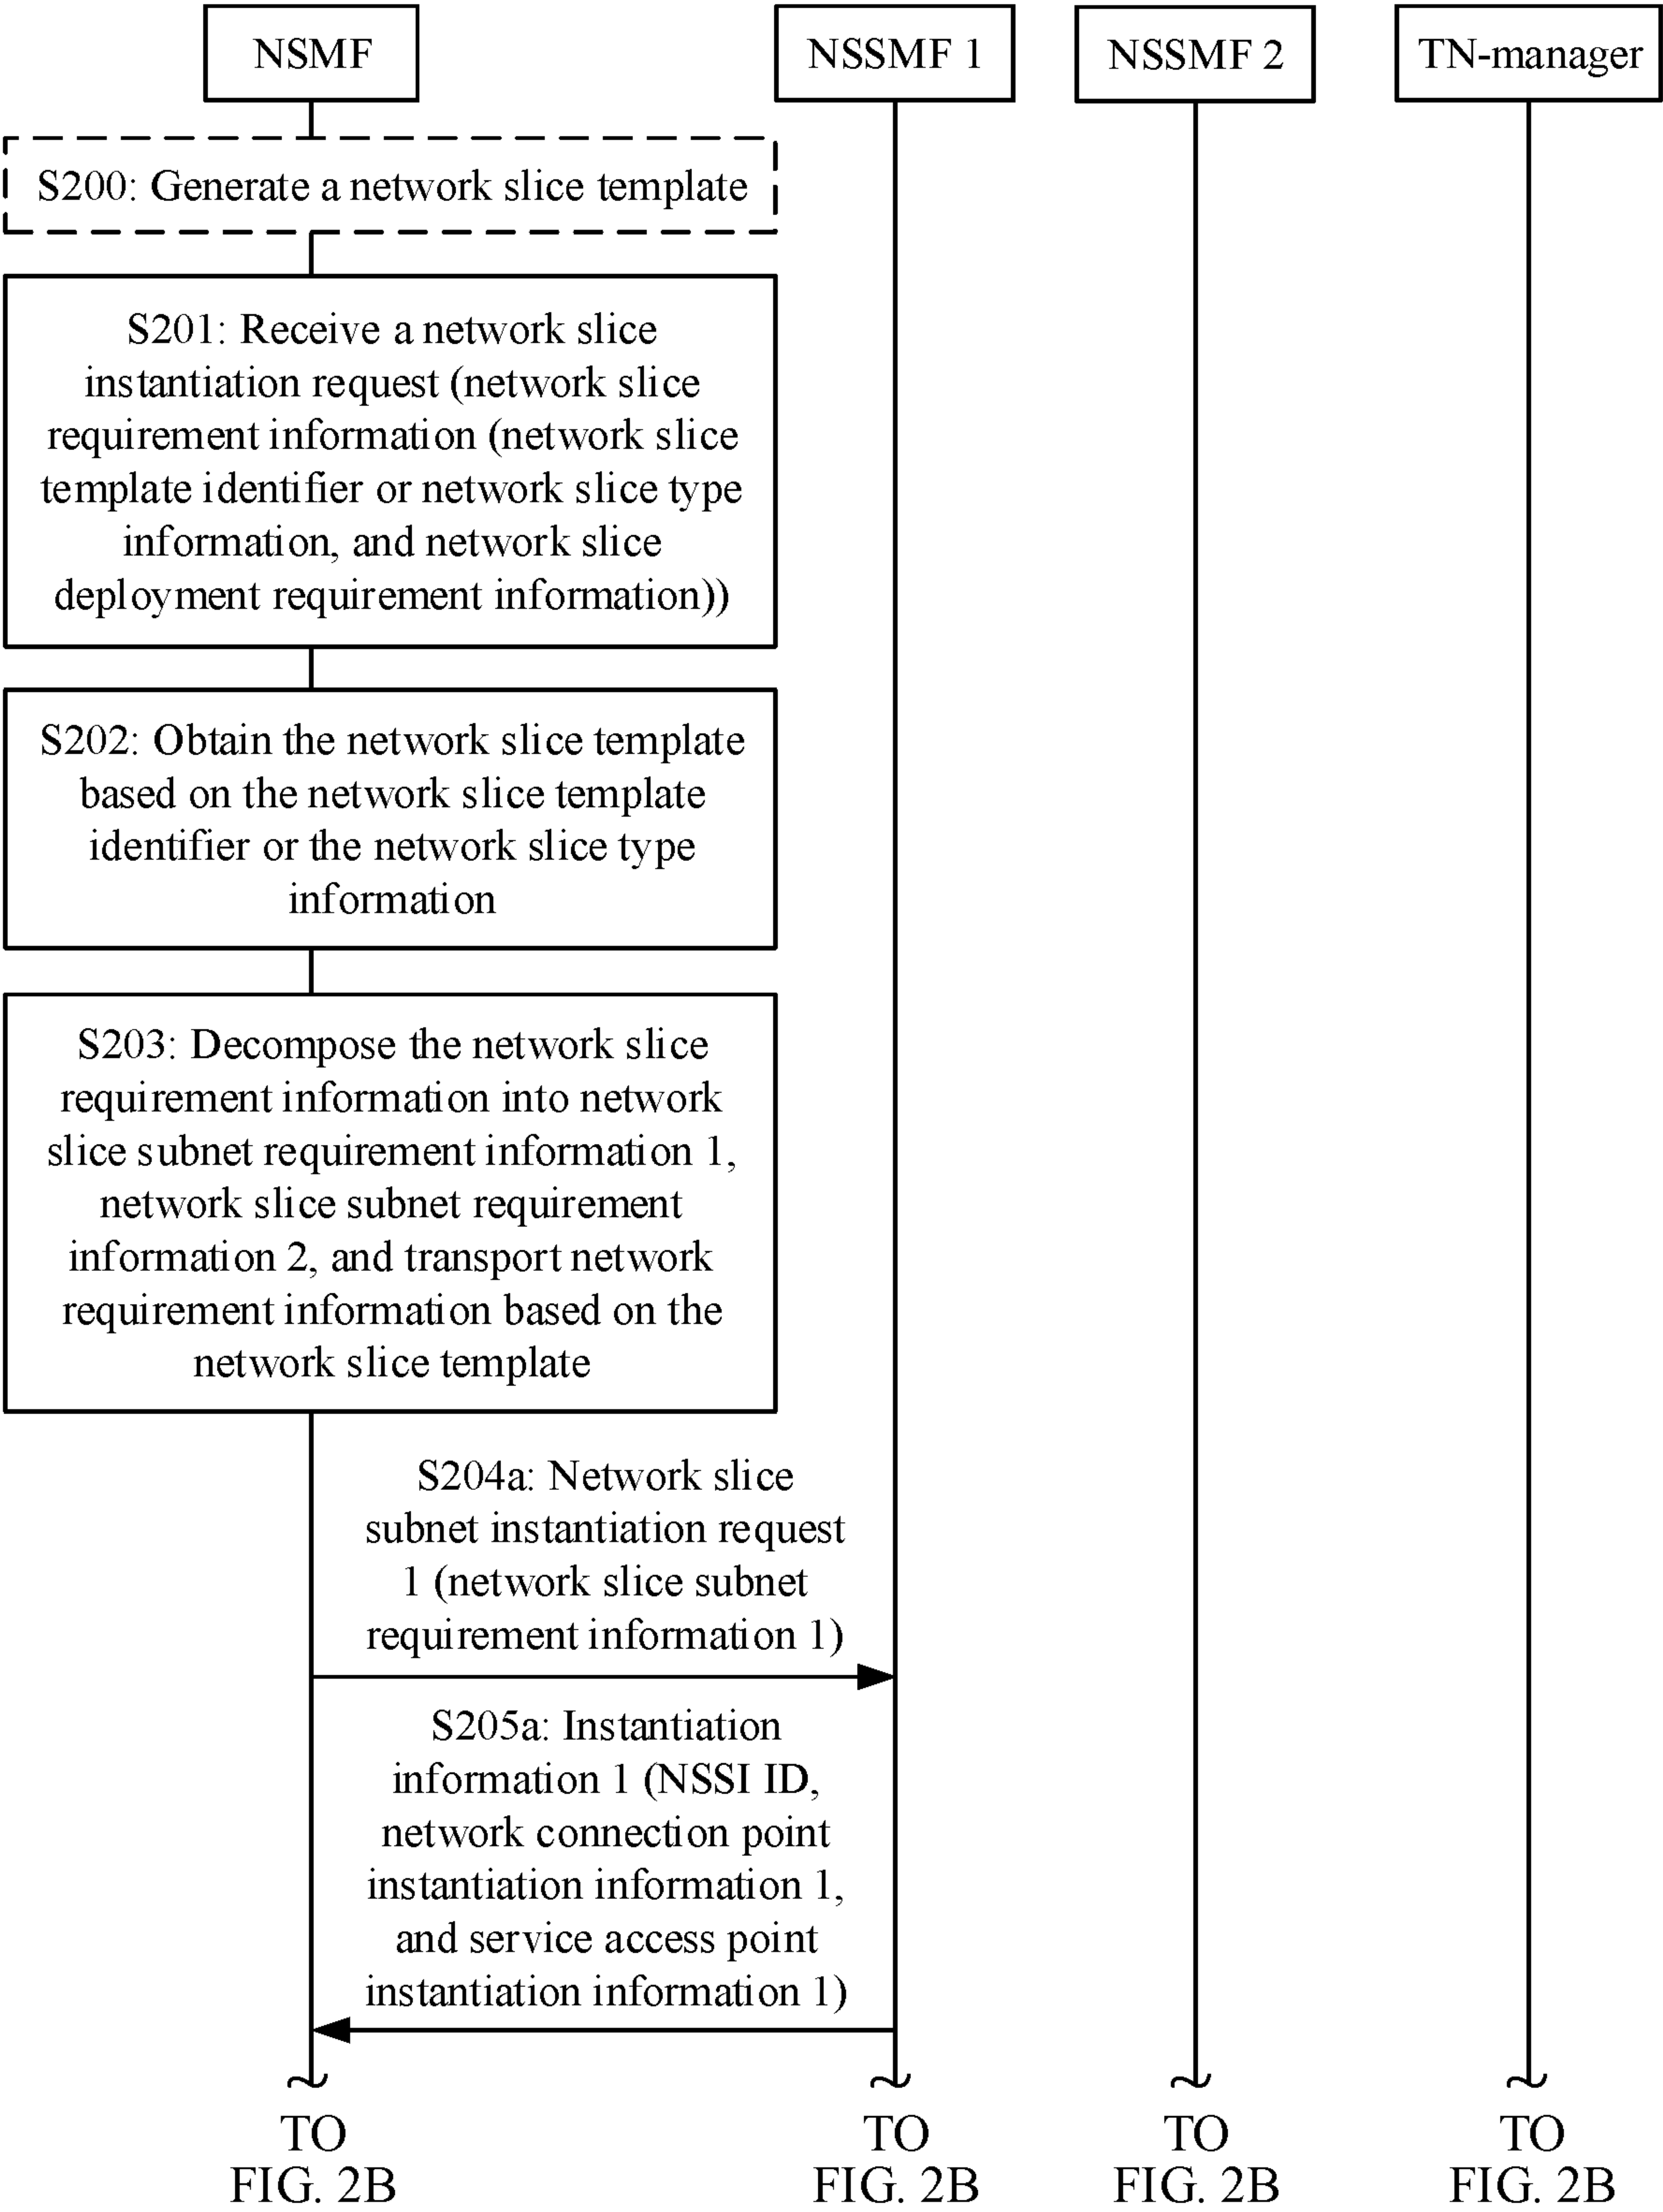 NSMF
NSSMF 1
NSSMF 2
TN-manager
S200: Generate a network slice template
S201: Receive a network slice
instantiation request (network slice
requirement information (network slice
template identifier or network slice type
information, and network slice
deployment requirement information))
S202: Obtain the network slice template
based on the network slice template
identifier or the network slice type
information
S203: Decompose the network slice
requirement information into network
slice subnet requirement information 1,
network slice subnet requirement
information 2, and transport network
requirement information based on the
network slice template
S204a: Network slice
subnet instantiation request
1 (network slice subnet
requirement information 1)
S205a: Instantiation
information 1 (NSSI ID,
network connection point
instantiation information 1,
and service access point
instantiation information 1)
TO
FIG. 2B
TO
FIG. 2B
TO
FIG. 2B
TO
FIG. 2B